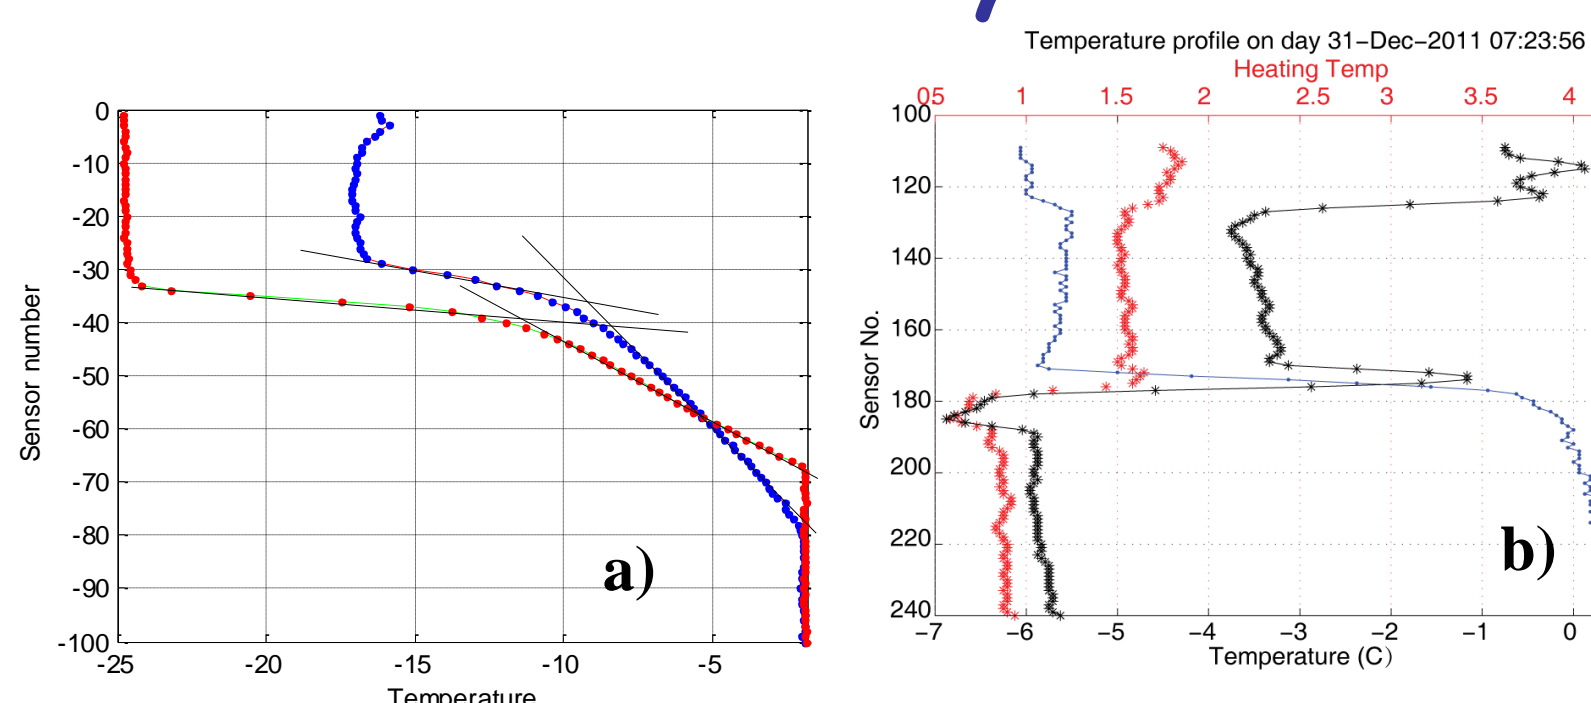 0
-10
-20
-30
-40
-50
-60
-70
-80
-90
-100
Sensor number
-25 -20 -15 -10 -5
Temperature
a)
Temperature profile on day 31−Dec−2011 07:23:56
Heating Temp
05 1 1.5 2 2.5 3 3.5 4
100
120
140
160
180
200
220
240
Sensor No.
−7 −6 −5 −4 −3 −2 −1 0
Temperature (C)
b)